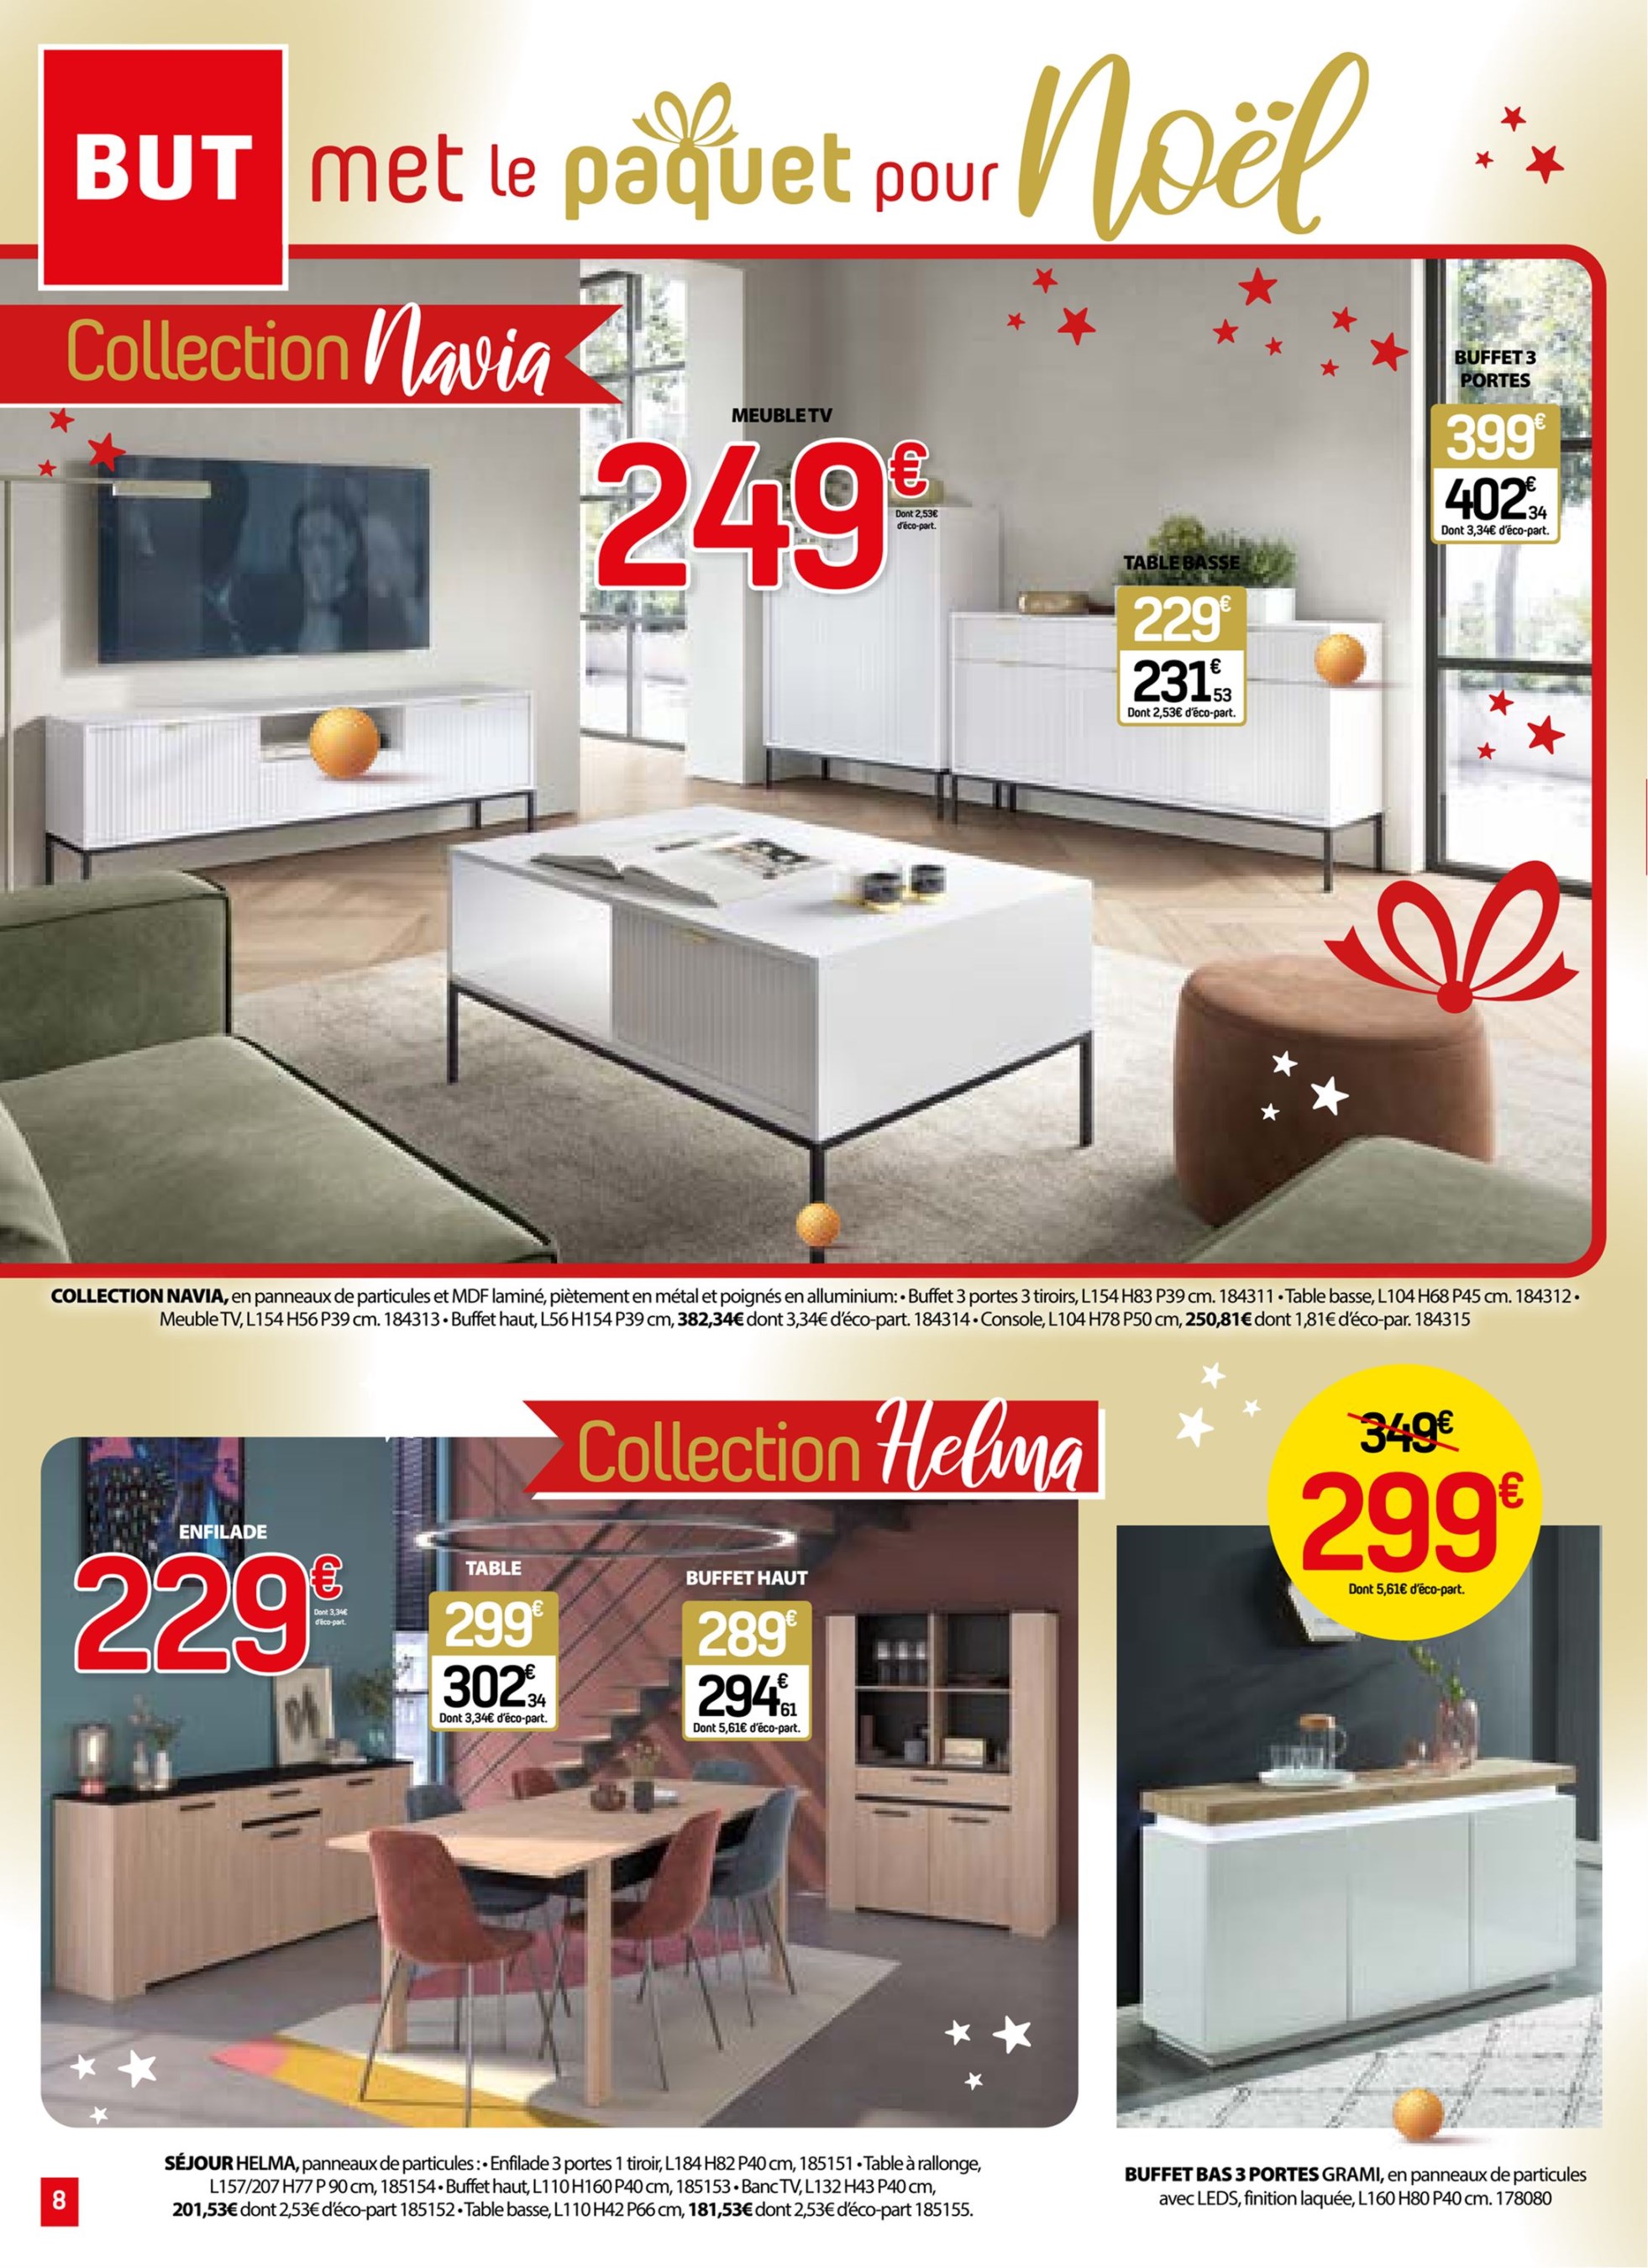 BUT met le paquet pour Noël
Collection Navia
MEUBLE TV
249€
Dont 2,53€
d'éco-part.
TABLE BASSE
229€
231€53
Dont 2,53€ d'éco-part.
BUFFET 3
PORTES
399€
402€34
Dont 3,34€ d'éco-part.
COLLECTION NAVIA, en panneaux de particules et MDF laminé, piètement en métal et poignés en alluminium: • Buffet 3 portes 3 tiroirs, L154 H83 P39 cm. 184311 • Table basse, L104 H68 P45 cm. 184312 •
Meuble TV, L154 H56 P39 cm. 184313 • Buffet haut, L56 H154 P39 cm, 382,34€ dont 3,34€ d'éco-part. 184314 • Console, L104 H78 P50 cm, 250,81€ dont 1,81€ d'éco-par. 184315
Collection Helma
ENFILADE
229€
Dont 3,34€
d'éco-part.
TABLE
299€
302€34
Dont 3,34€ d'éco-part.
BUFFET HAUT
289€
294€61
Dont 5,61€ d'éco-part.
349€
299€
Dont 5,61€ d'éco-part.
SÉJOUR HELMA, panneaux de particules : • Enfilade 3 portes 1 tiroir, L184 H82 P40 cm, 185151 • Table à rallonge,
L157/207 H77 P 90 cm, 185154 • Buffet haut, L110 H160 P40 cm, 185153 • Banc TV, L132 H43 P40 cm,
201,53€ dont 2,53€ d'éco-part 185152 • Table basse, L110 H42 P66 cm, 181,53€ dont 2,53€ d'éco-part 185155.
BUFFET BAS 3 PORTES GRAMI, en panneaux de particules
avec LEDS, finition laquée, L160 H80 P40 cm. 178080
8